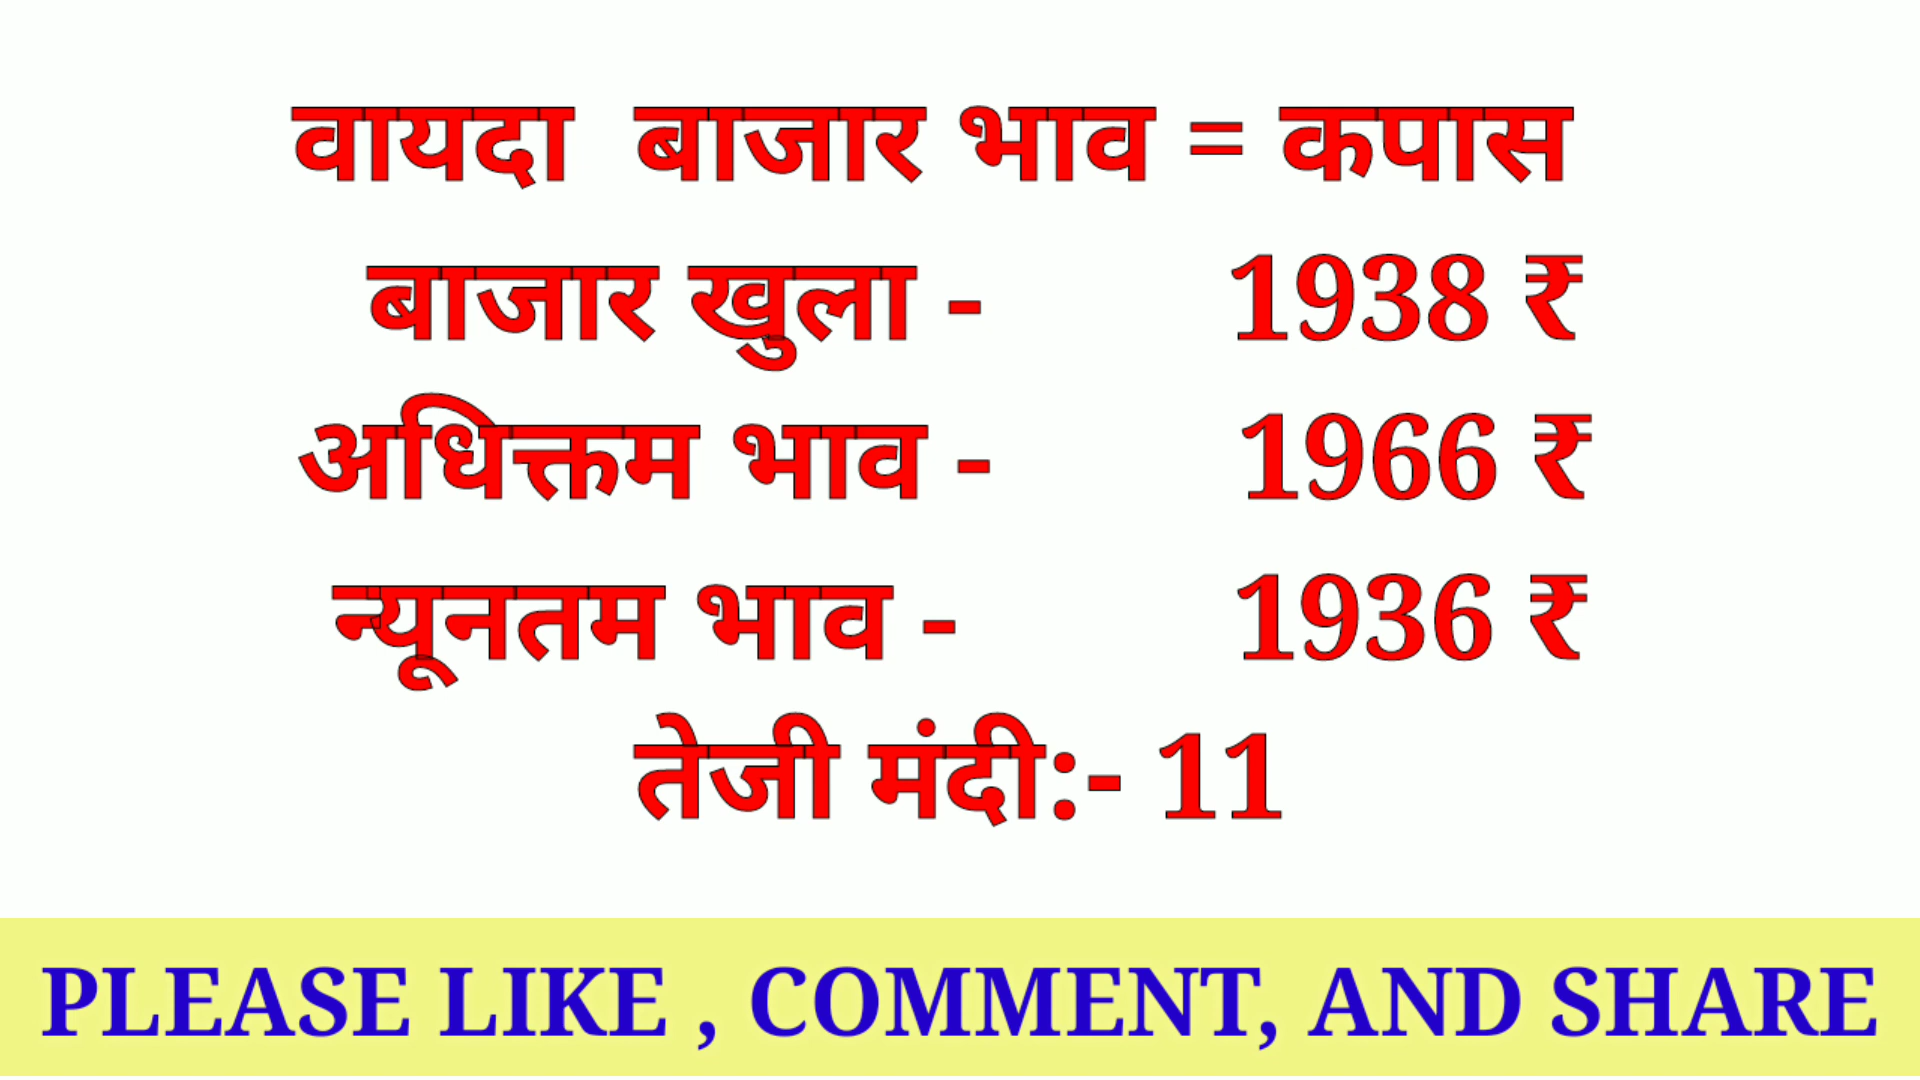 वायदा बाजार भाव = कपास
बाजार खुला - 1938 ₹
अधिक्तम भाव - 1966 ₹
न्यूनतम भाव - 1936 ₹
तेजी मंदी:- 11
PLEASE LIKE , COMMENT, AND SHARE